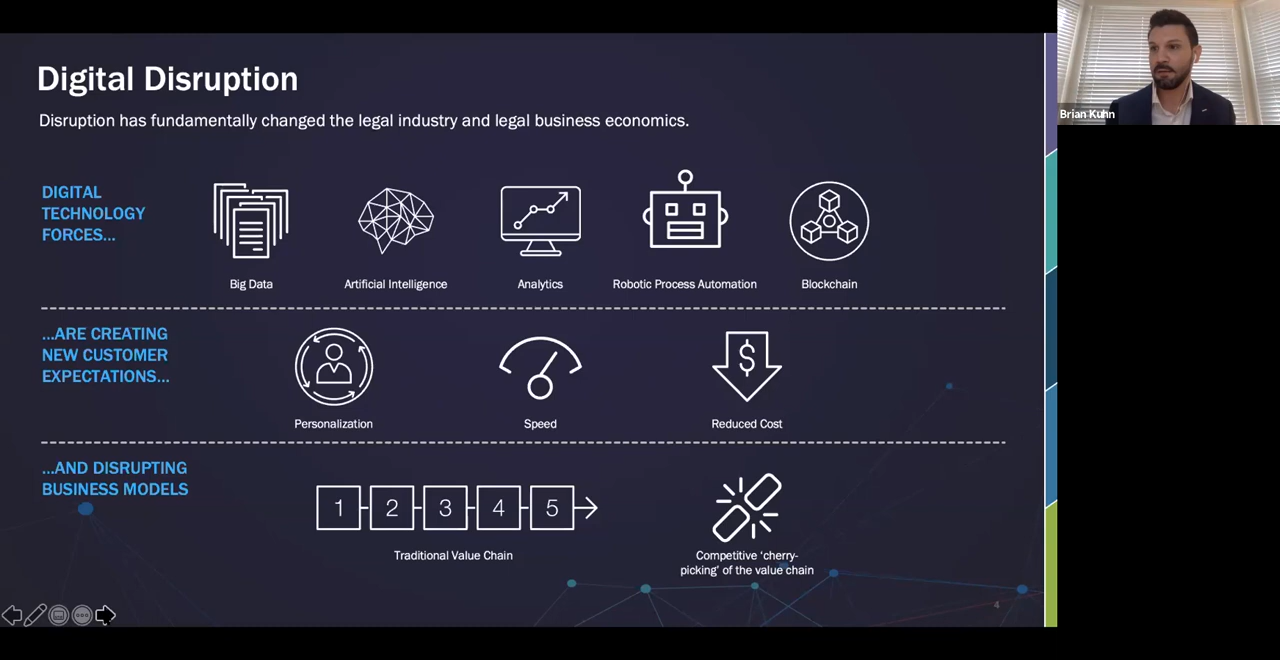 Digital Disruption
Disruption has fundamentally changed the legal industry and legal business economics.
DIGITAL
TECHNOLOGY
FORCES...
Big Data
Artificial Intelligence
Analytics
Robotic Process Automation
Blockchain
...ARE CREATING
NEW CUSTOMER
EXPECTATIONS...
Personalization
Speed
Reduced Cost
$
...AND DISRUPTING
BUSINESS MODELS
1 2 3 4 5
Traditional Value Chain
Competitive ‘cherry-
picking’ of the value chain
4
Brian Kuhn